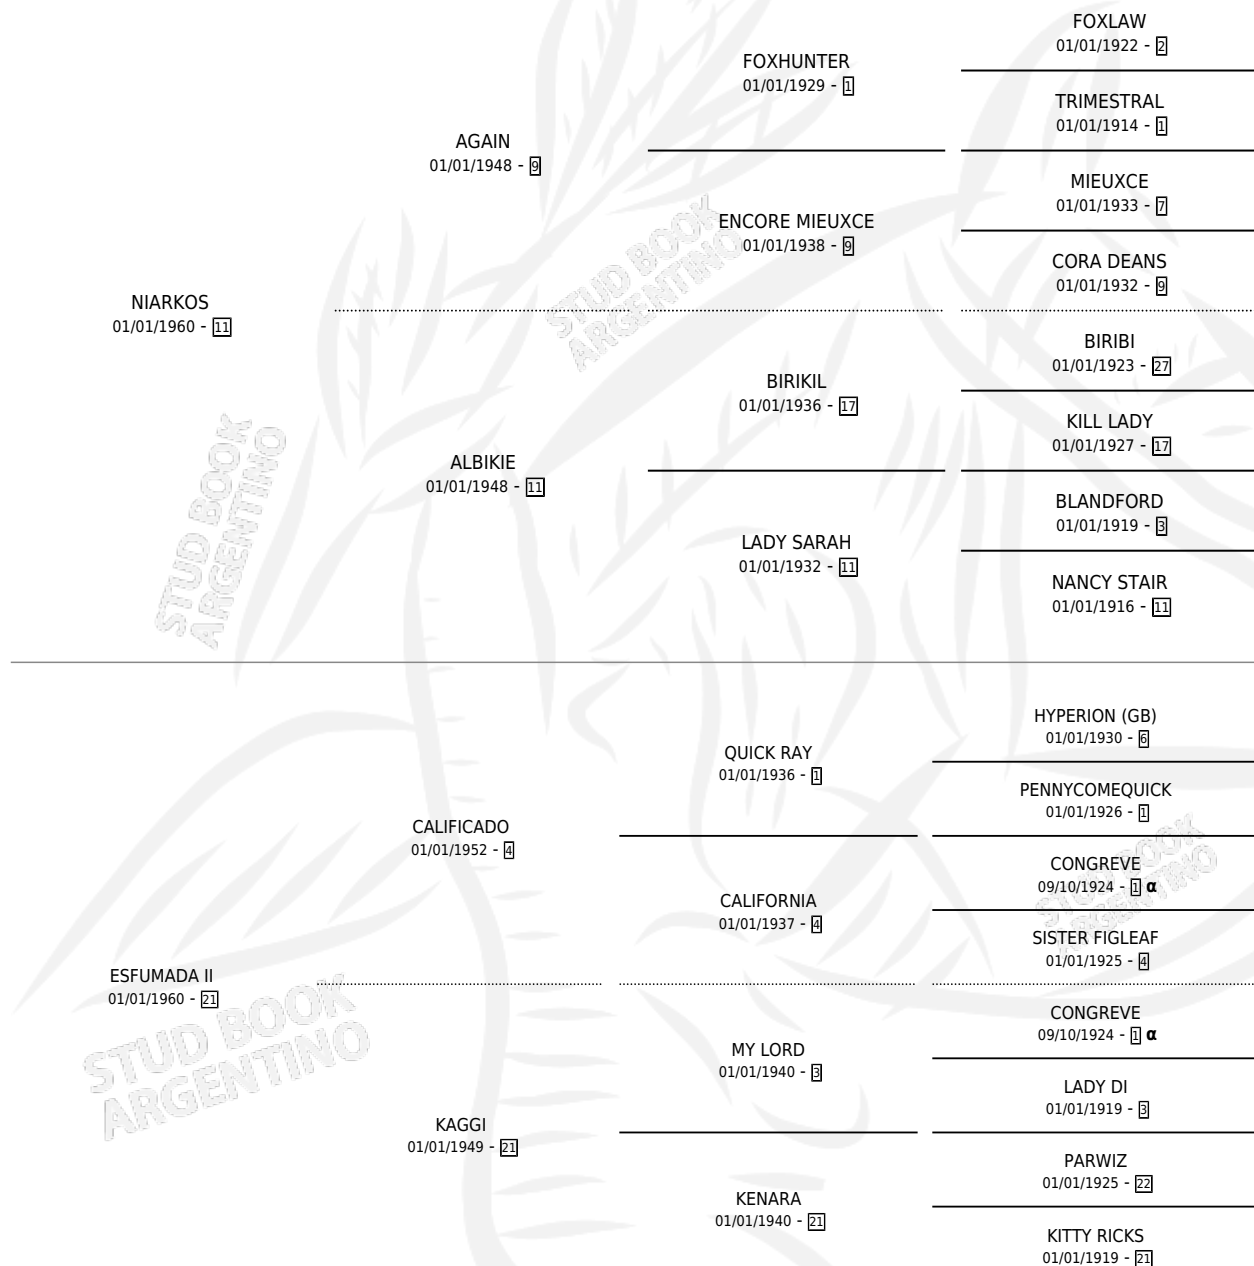 FOXLAW
01/01/1922 - 2
FOXHUNTER
01/01/1929 - 1
TRIMESTRAL
01/01/1914 - 1
AGAIN
01/01/1948 - 9
MIEUXCE
01/01/1933 - 7
ENCORE MIEUXCE
01/01/1938 - 9
CORA DEANS
01/01/1932 - 9
NIARKOS
01/01/1960 - 11
STUD BOOK
ARGENTINO
BIRIBI
01/01/1923 - 27
BIRIKIL
01/01/1936 - 17
KILL LADY
01/01/1927 - 17
ALBIKIE
01/01/1948 - 11
STUD BOOK
ARGENTINO
BLANDFORD
01/01/1919 - 3
LADY SARAH
01/01/1932 - 11
NANCY STAIR
01/01/1916 - 11
HYPERION (GB)
01/01/1930 - 6
QUICK RAY
01/01/1936 - 1
PENNYCOMEQUICK
01/01/1926 - 1
CALIFICADO
01/01/1952 - 4
STUD BOOK
ARGENTINO
CONGREVE
09/10/1924 - 1 α
CALIFORNIA
01/01/1937 - 4
SISTER FIGLEAF
01/01/1925 - 4
ESFUMADA II
01/01/1960 - 21
STUD BOOK
ARGENTINO
CONGREVE
09/10/1924 - 1 α
MY LORD
01/01/1940 - 3
LADY DI
01/01/1919 - 3
KAGGI
01/01/1949 - 21
PARWIZ
01/01/1925 - 22
KENARA
01/01/1940 - 21
KITTY RICKS
01/01/1919 - 21